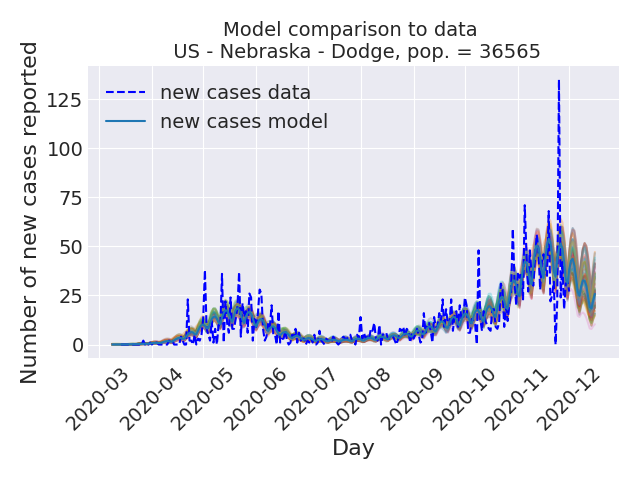 Model comparison to data
US - Nebraska - Dodge, pop. = 36565
Number of new cases reported
125
100
75
50
25
0
new cases data
new cases model
2020-03
2020-04
2020-05
2020-06
2020-07
2020-08
2020-09
2020-10
2020-11
2020-12
Day